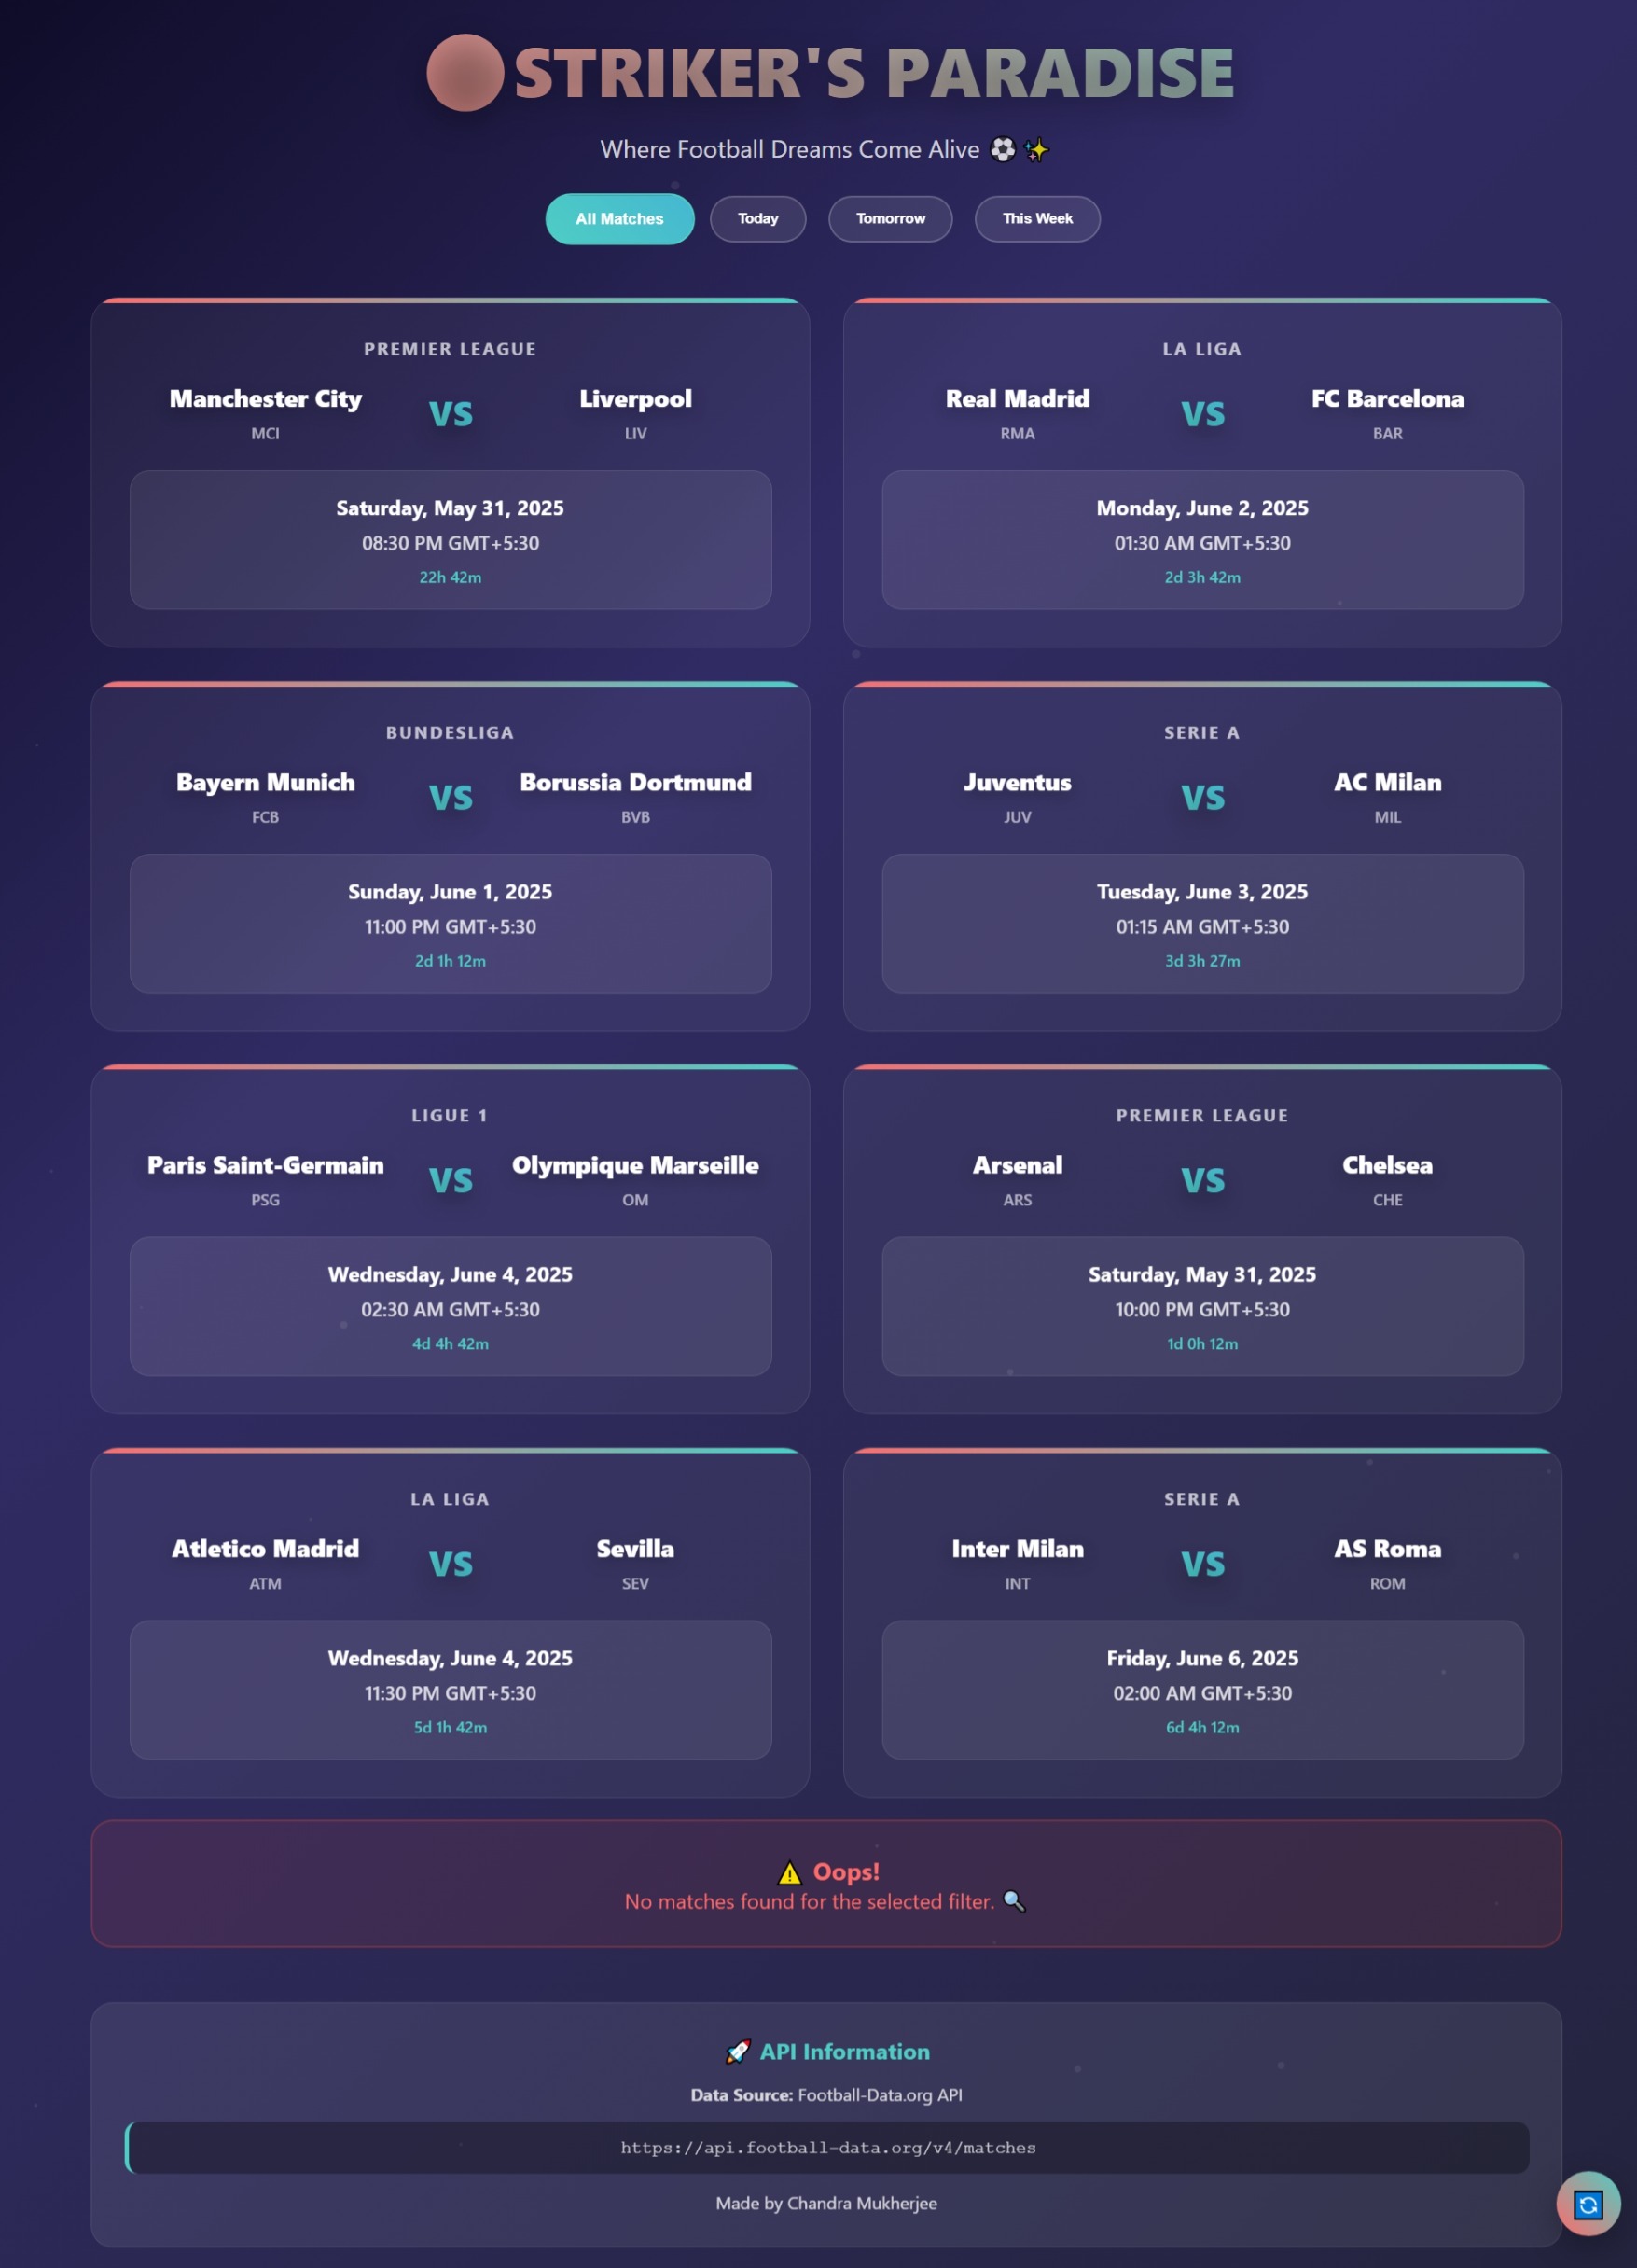 STRIKER'S PARADISE
Where Football Dreams Come Alive ⚽✨
All Matches Today Tomorrow This Week
PREMIER LEAGUE
Manchester City VS Liverpool
MCI LIV
Saturday, May 31, 2025
08:30 PM GMT+5:30
22h 42m
LA LIGA
Real Madrid VS FC Barcelona
RMA BAR
Monday, June 2, 2025
01:30 AM GMT+5:30
2d 3h 42m
BUNDESLIGA
Bayern Munich VS Borussia Dortmund
FCB BVB
Sunday, June 1, 2025
11:00 PM GMT+5:30
2d 1h 12m
SERIE A
Juventus VS AC Milan
JUV MIL
Tuesday, June 3, 2025
01:15 AM GMT+5:30
3d 3h 27m
LIGUE 1
Paris Saint-Germain VS Olympique Marseille
PSG OM
Wednesday, June 4, 2025
02:30 AM GMT+5:30
4d 4h 42m
PREMIER LEAGUE
Arsenal VS Chelsea
ARS CHE
Saturday, May 31, 2025
10:00 PM GMT+5:30
1d 0h 12m
LA LIGA
Atletico Madrid VS Sevilla
ATM SEV
Wednesday, June 4, 2025
11:30 PM GMT+5:30
5d 1h 42m
SERIE A
Inter Milan VS AS Roma
INT ROM
Friday, June 6, 2025
02:00 AM GMT+5:30
6d 4h 12m
⚠️ Oops!
No matches found for the selected filter. 🔍
🚀 API Information
Data Source: Football-Data.org API
https://api.football-data.org/v4/matches
Made by Chandra Mukherjee